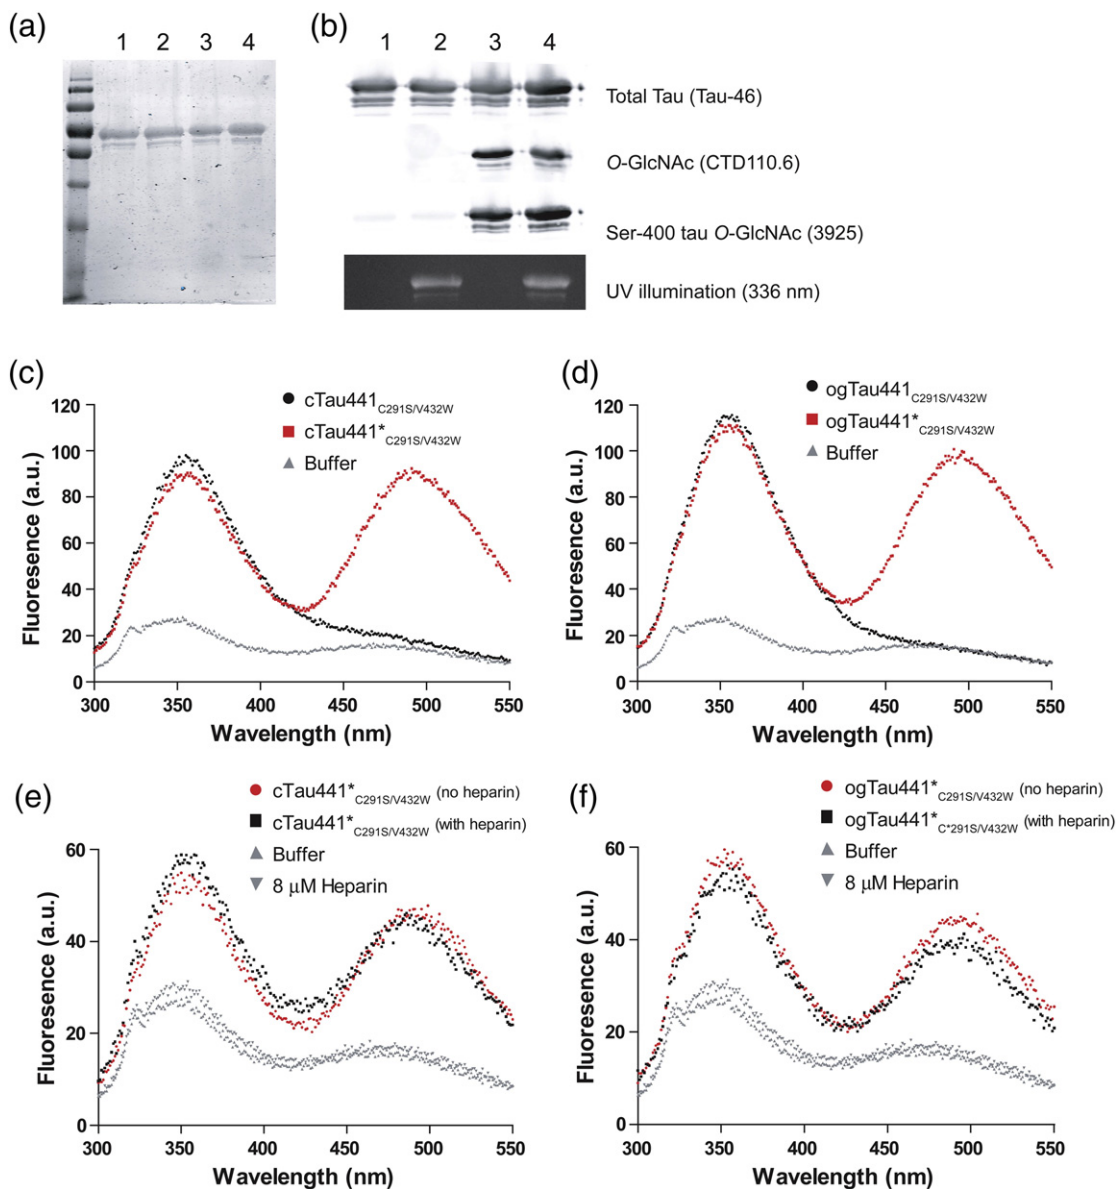 (a)
1 2 3 4
(b)
1 2 3 4
Total Tau (Tau-46)
O-GlcNAc (CTD110.6)
Ser-400 tau O-GlcNAc (3925)
UV illumination (336 nm)
(c)
cTau441C291S/V432W
cTau441*C291S/V432W
Buffer
120
100
80
60
40
20
0
Fluoresence (a.u.)
300 350 400 450 500 550
Wavelength (nm)
(d)
ogTau441C291S/V432W
ogTau441*C291S/V432W
Buffer
120
100
80
60
40
20
0
Fluoresence (a.u.)
300 350 400 450 500 550
Wavelength (nm)
(e)
cTau441*C291S/V432W (no heparin)
cTau441*C291S/V432W (with heparin)
Buffer
8 μM Heparin
60
40
20
0
Fluoresence (a.u.)
300 350 400 450 500 550
Wavelength (nm)
(f)
ogTau441*C291S/V432W (no heparin)
ogTau441*C*291S/V432W (with heparin)
Buffer
8 μM Heparin
60
40
20
0
Fluoresence (a.u.)
300 350 400 450 500 550
Wavelength (nm)